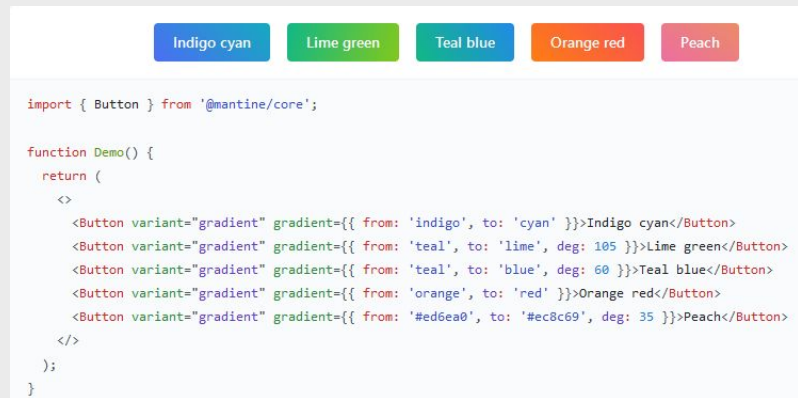 Indigo cyan Lime green Teal blue Orange red Peach
import { Button } from '@mantine/core';
function Demo() {
return (
<>
<Button variant="gradient" gradient={{ from: 'indigo', to: 'cyan' }}>Indigo cyan</Button>
<Button variant="gradient" gradient={{ from: 'teal', to: 'lime', deg: 105 }}>Lime green</Button>
<Button variant="gradient" gradient={{ from: 'teal', to: 'blue', deg: 60 }}>Teal blue</Button>
<Button variant="gradient" gradient={{ from: 'orange', to: 'red' }}>Orange red</Button>
<Button variant="gradient" gradient={{ from: '#ed6ea0', to: '#ec8c69', deg: 35 }}>Peach</Button>
</>
);
}